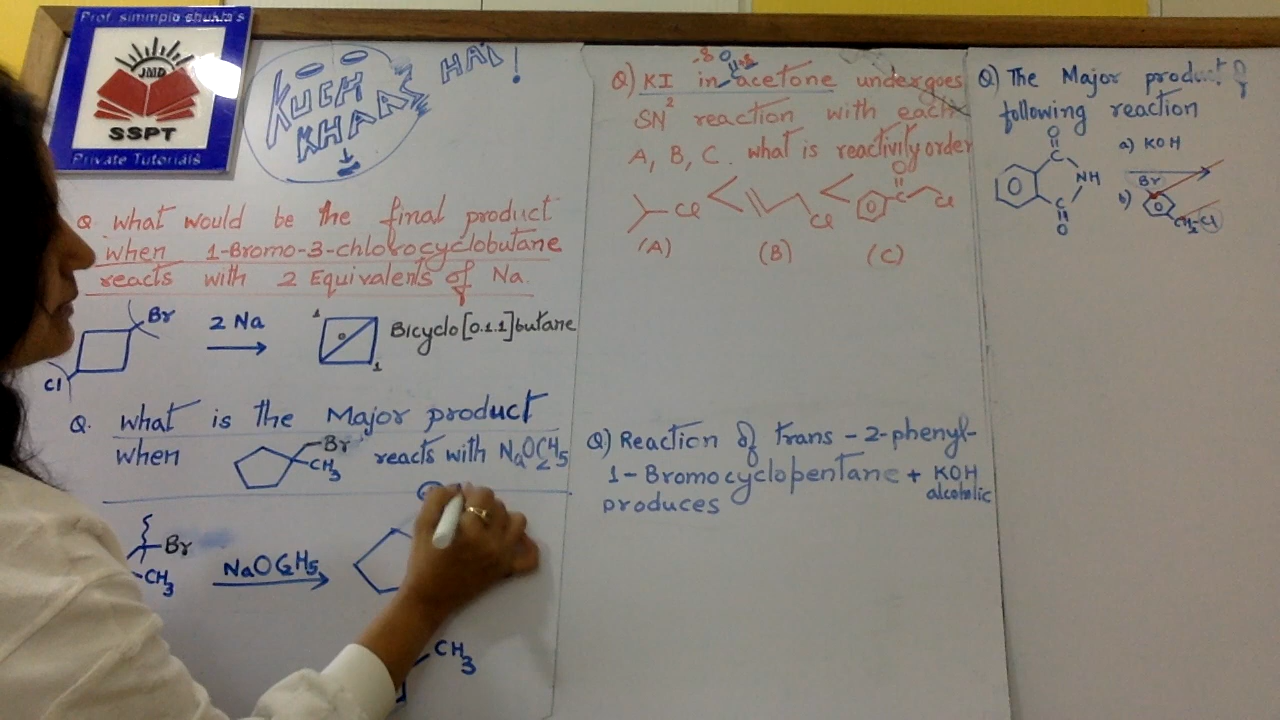 Prof. simmpie shukla's
JMD
SSPT
Private Tutorials
KUCH
KHAAS
HAI !
Q. what would be the final product
when 1-Bromo-3-chlorocyclobutane
reacts with 2 Equivalents of Na.
Br
Cl
2 Na
1
1
Bicyclo[0.1.1]butane
Q. what is the Major product
when
Br
CH3
reacts with NaOC2H5
Br
CH3
NaOC2H5
CH3
Q) KI in acetone undergoes
SN2 reaction with each
A, B, C. what is reactivity order
Cl < Cl < O Cl
(A) (B) (C)
Q) Reaction of trans-2-phenyl-
1-Bromocyclopentane + KOH
alcoholic
produces
Q) The Major product of
following reaction
O
C
NH
C
O
a) KOH
b) Br
CH2Cl